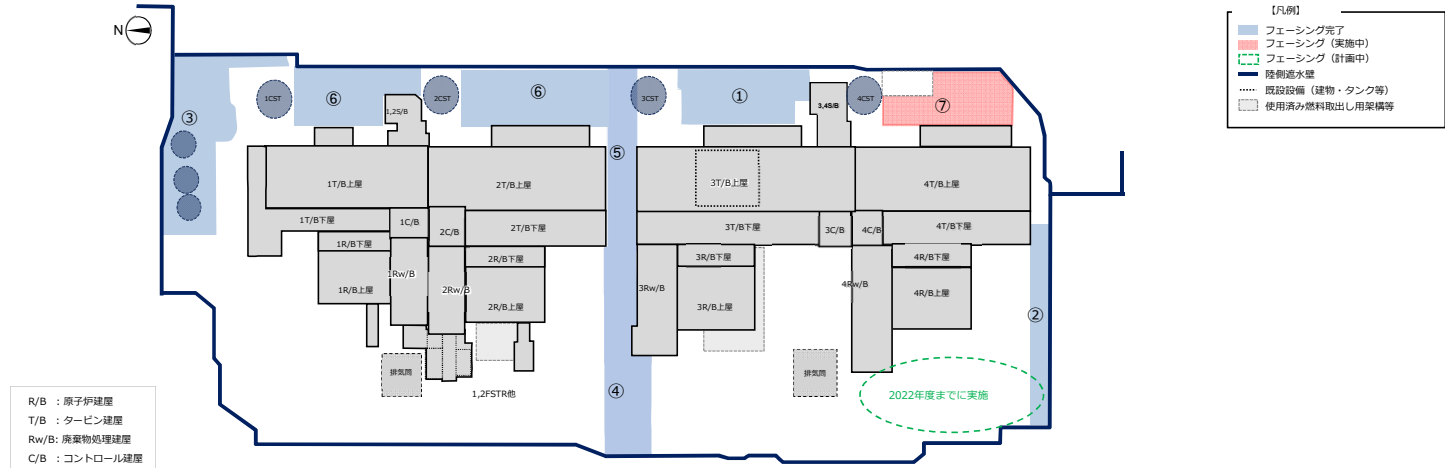 N
【凡例】
フェーシング完了
フェーシング（実施中）
フェーシング（計画中）
陸側遮水壁
既設設備（建物・タンク等）
使用済み燃料取出し用架構等
1CST
⑥
1,2S/B
2CST
⑥
3CST
①
3,4S/B
4CST
⑦
③
⑤
1T/B上屋
2T/B上屋
3T/B上屋
4T/B上屋
1T/B下屋
1C/B
2C/B
2T/B下屋
3T/B下屋
3C/B
4C/B
4T/B下屋
1R/B下屋
2R/B下屋
3R/B下屋
4R/B下屋
1Rw/B
2Rw/B
3Rw/B
4Rw/B
1R/B上屋
2R/B上屋
3R/B上屋
4R/B上屋
②
排気筒
排気筒
1,2FSTR他
④
2022年度までに実施
R/B ：原子炉建屋
T/B ：タービン建屋
Rw/B: 廃棄物処理建屋
C/B ：コントロール建屋